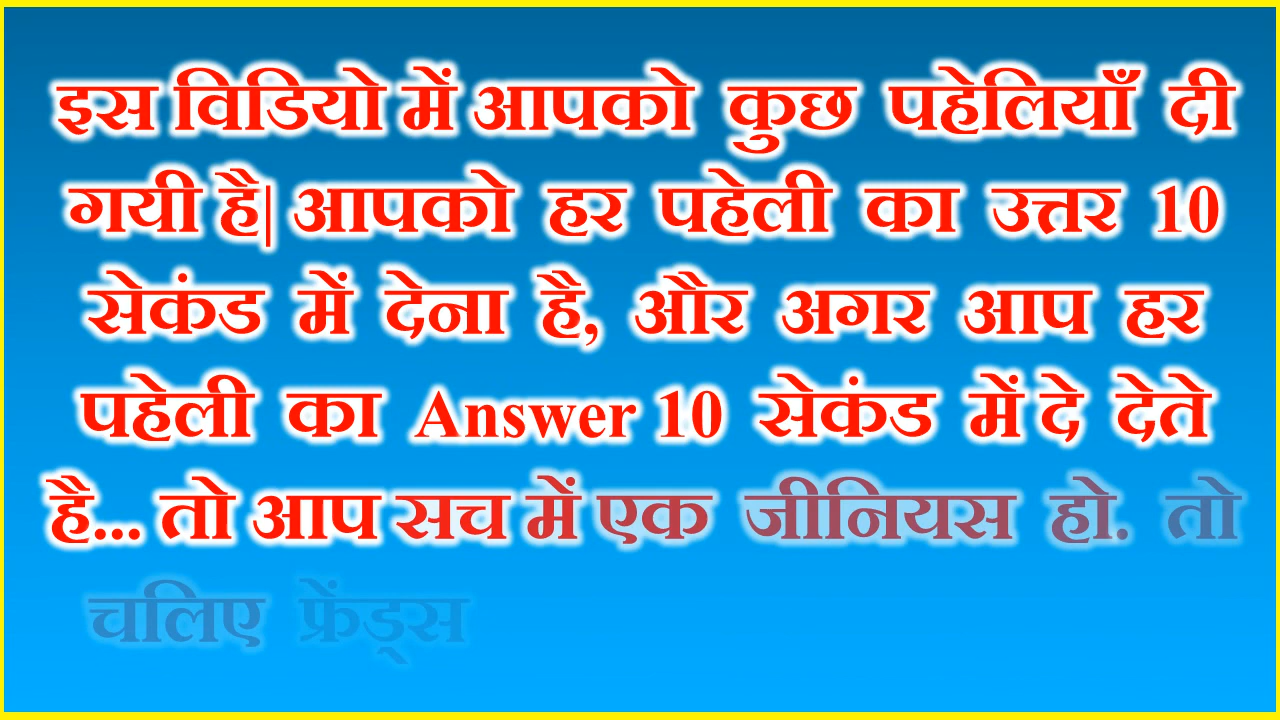 इस विडियो में आपको कुछ पहेलियाँ दी
गयी है| आपको हर पहेली का उत्तर 10
सेकंड में देना है, और अगर आप हर
पहेली का Answer 10 सेकंड में दे देते
है... तो आप सच में एक जीनियस हो. तो
चलिए फ्रेंड्स